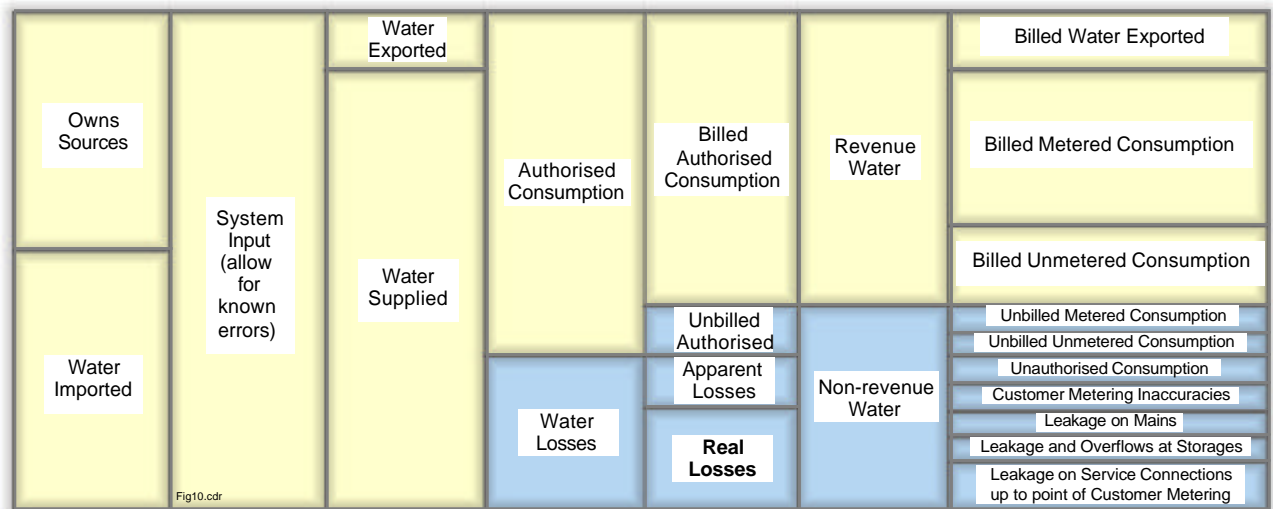 Owns
Sources
Water
Imported
System
Input
(allow
for
known
errors)
Fig10.cdr
Water
Exported
Water
Supplied
Authorised
Consumption
Water
Losses
Billed
Authorised
Consumption
Unbilled
Authorised
Apparent
Losses
Real
Losses
Revenue
Water
Non-revenue
Water
Billed Water Exported
Billed Metered Consumption
Billed Unmetered Consumption
Unbilled Metered Consumption
Unbilled Unmetered Consumption
Unauthorised Consumption
Customer Metering Inaccuracies
Leakage on Mains
Leakage and Overflows at Storages
Leakage on Service Connections
up to point of Customer Metering